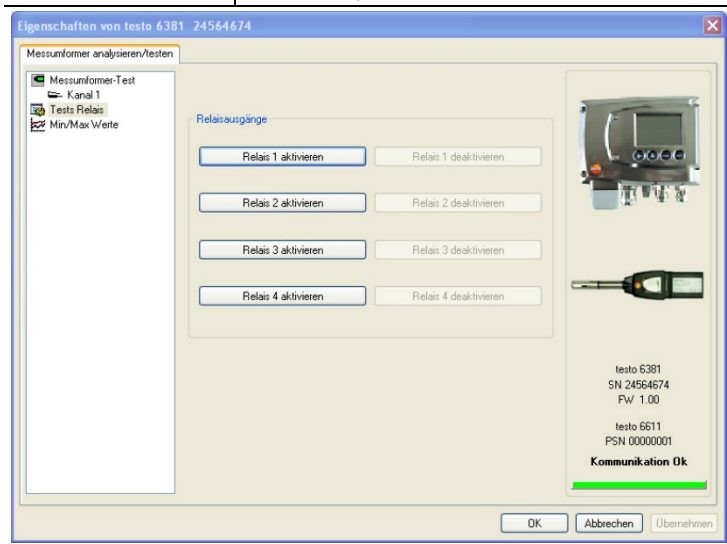 Eigenschaften von testo 6381 24564674
Messumformer analysieren/testen
Messumformer-Test
Kanal 1
Tests Relais
Min/Max Werte
Relaisausgänge
Relais 1 aktivieren
Relais 1 deaktivieren
Relais 2 aktivieren
Relais 2 deaktivieren
Relais 3 aktivieren
Relais 3 deaktivieren
Relais 4 aktivieren
Relais 4 deaktivieren
testo 6381
SN 24564674
FW 1.00
testo 6611
PSN 00000001
Kommunikation Ok
OK
Abbrechen
Übernehmen